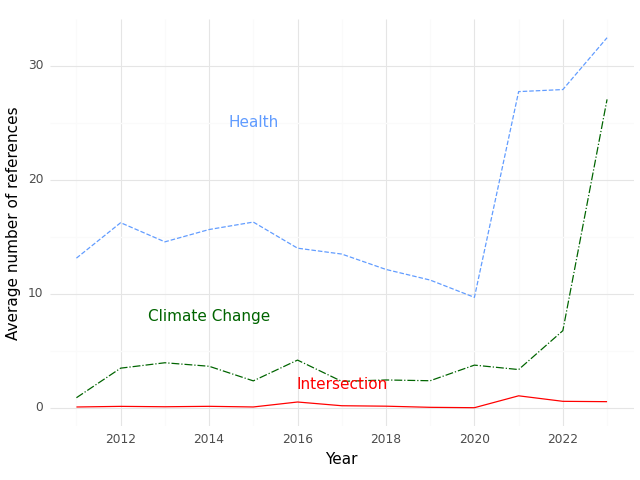 Average number of references
30
20
10
0
Health
Climate Change
Intersection
2012 2014 2016 2018 2020 2022
Year